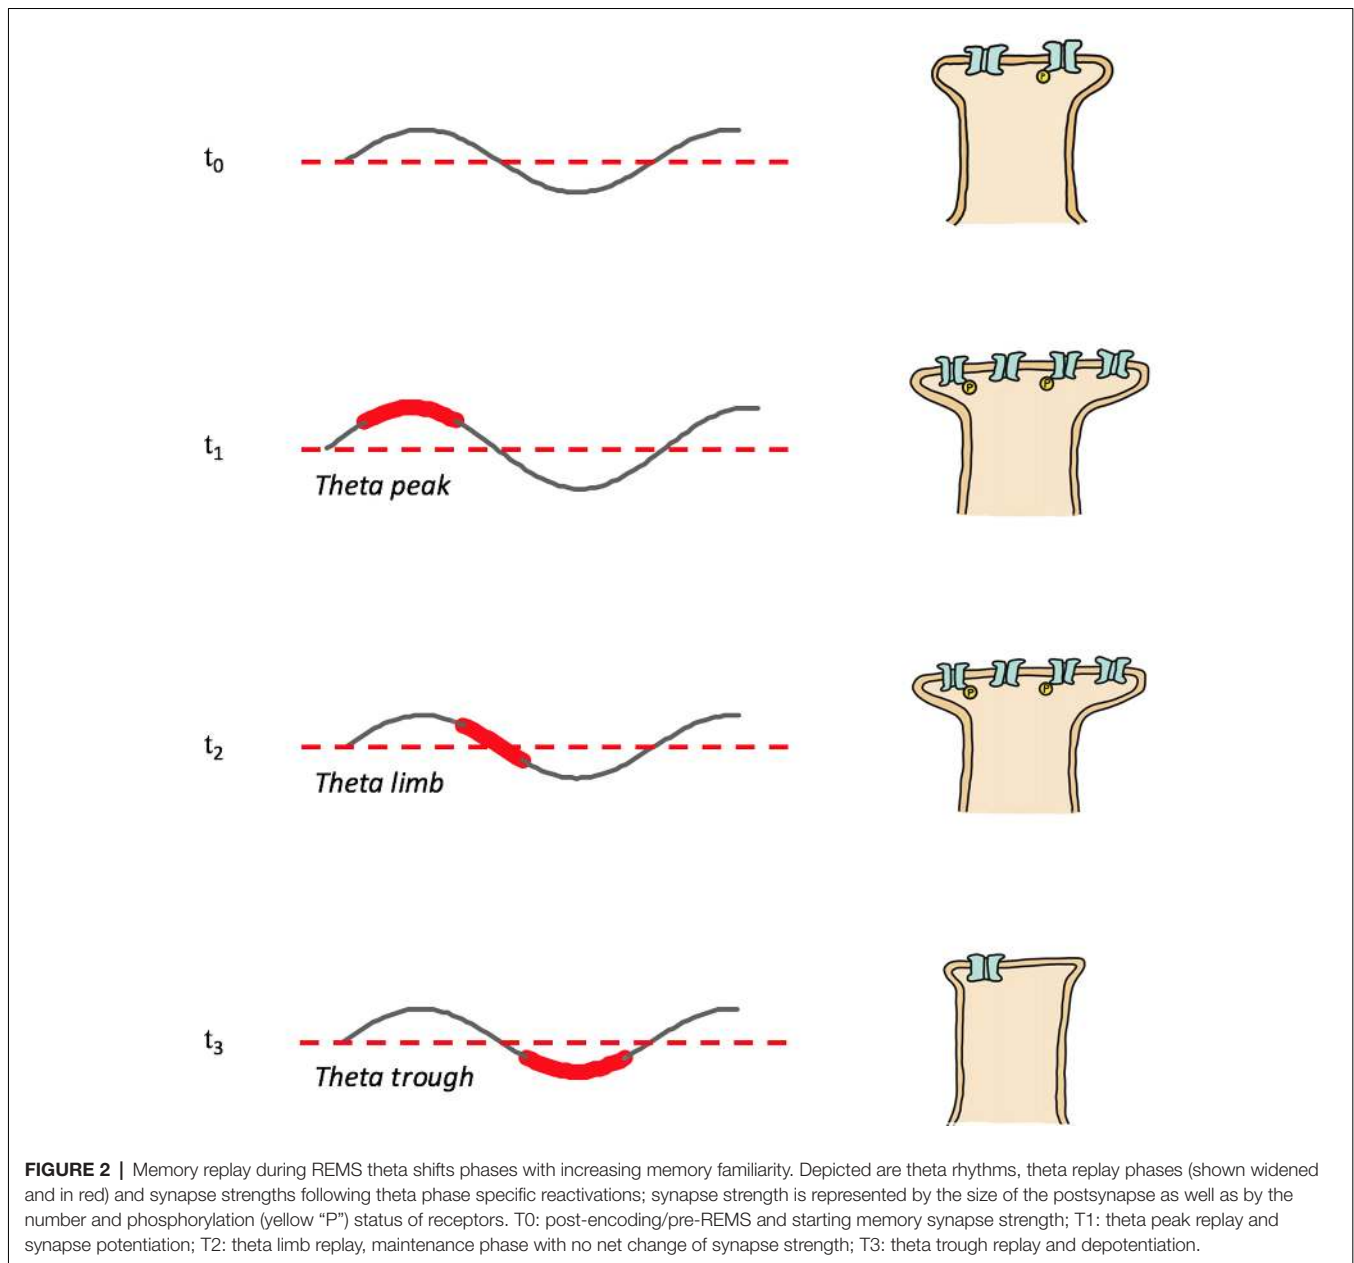 P
t0
P
P
t1
Theta peak
P
P
t2
Theta limb
t3
Theta trough
FIGURE 2 | Memory replay during REMS theta shifts phases with increasing memory familiarity. Depicted are theta rhythms, theta replay phases (shown widened
and in red) and synapse strengths following theta phase specific reactivations; synapse strength is represented by the size of the postsynapse as well as by the
number and phosphorylation (yellow “P”) status of receptors. T0: post-encoding/pre-REMS and starting memory synapse strength; T1: theta peak replay and
synapse potentiation; T2: theta limb replay, maintenance phase with no net change of synapse strength; T3: theta trough replay and depotentiation.